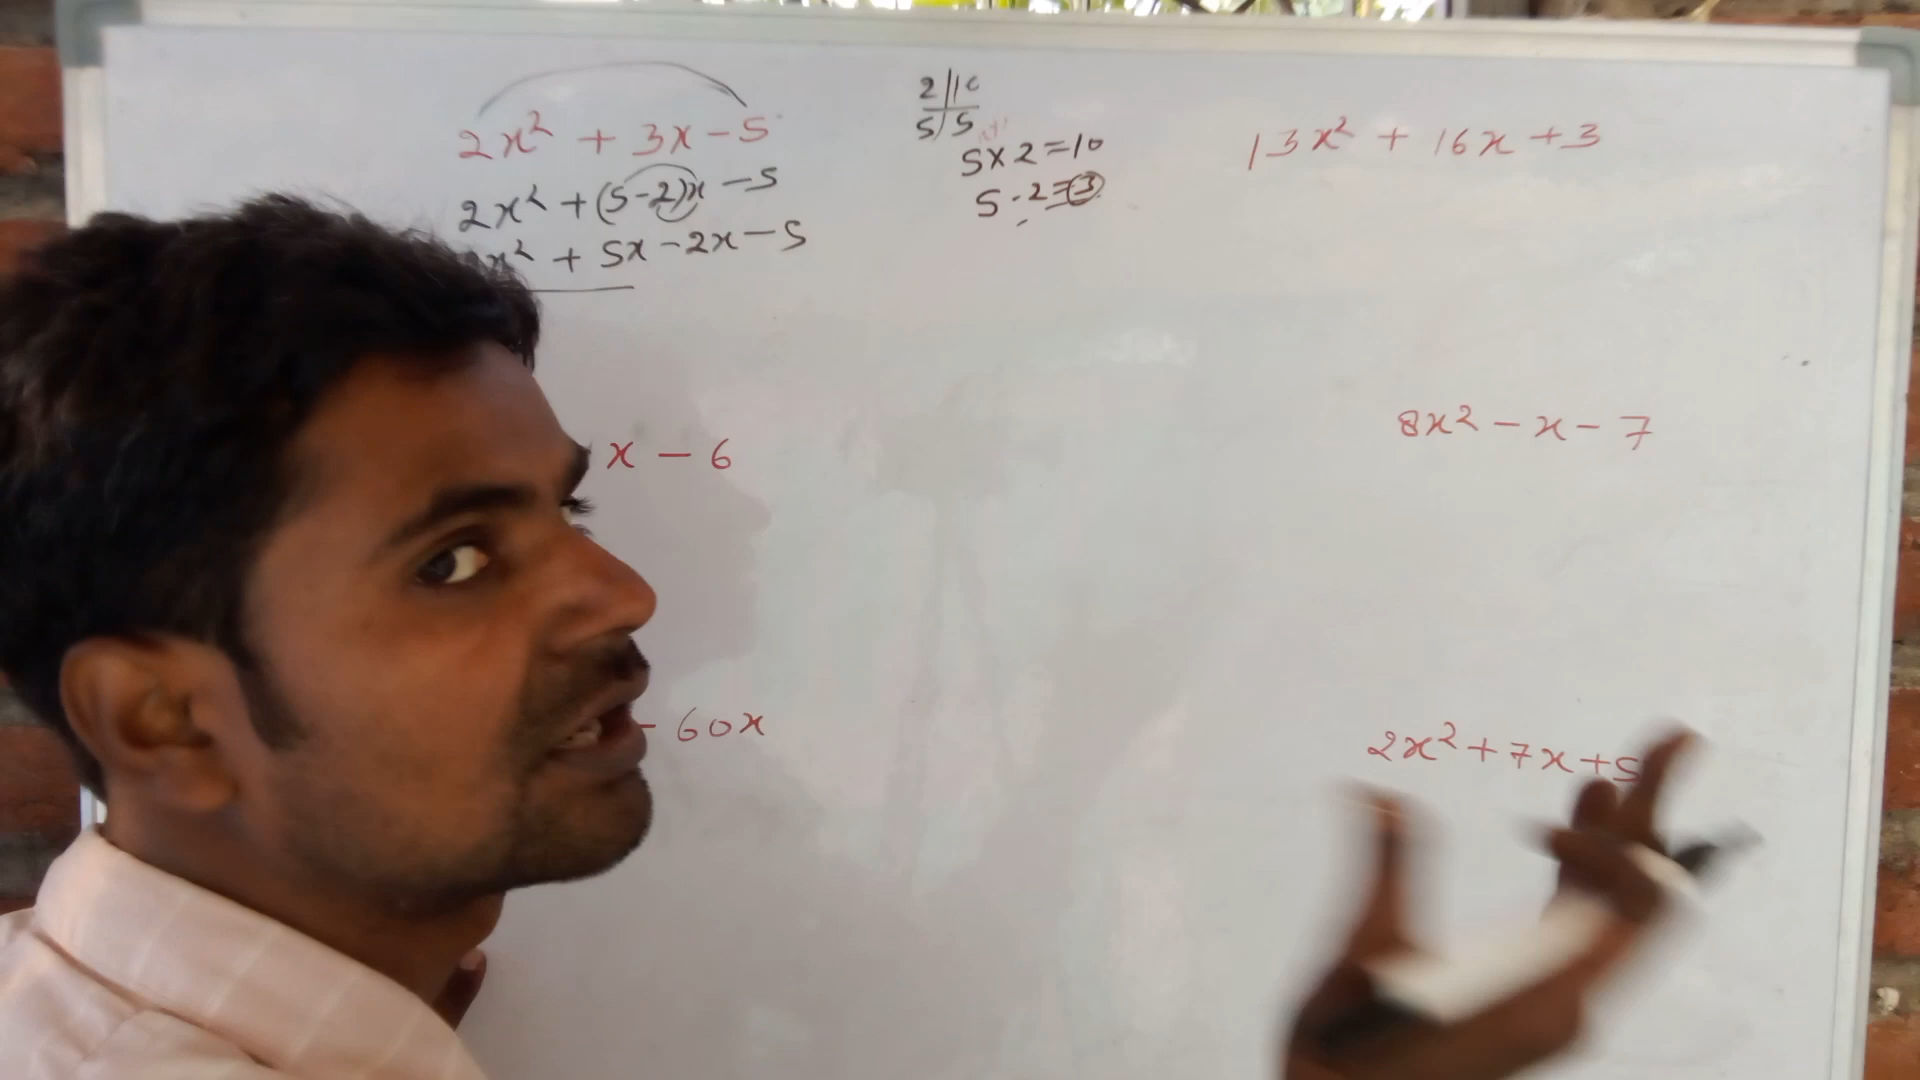 2x² + 3x - 5
2x² + (5-2)x - 5
x² + 5x - 2x - 5
2 | 10
5 | 5
5 x 2 = 10
5 - 2 = 3
13x² + 16x + 3
x - 6
8x² - x - 7
- 60x
2x² + 7x + 5